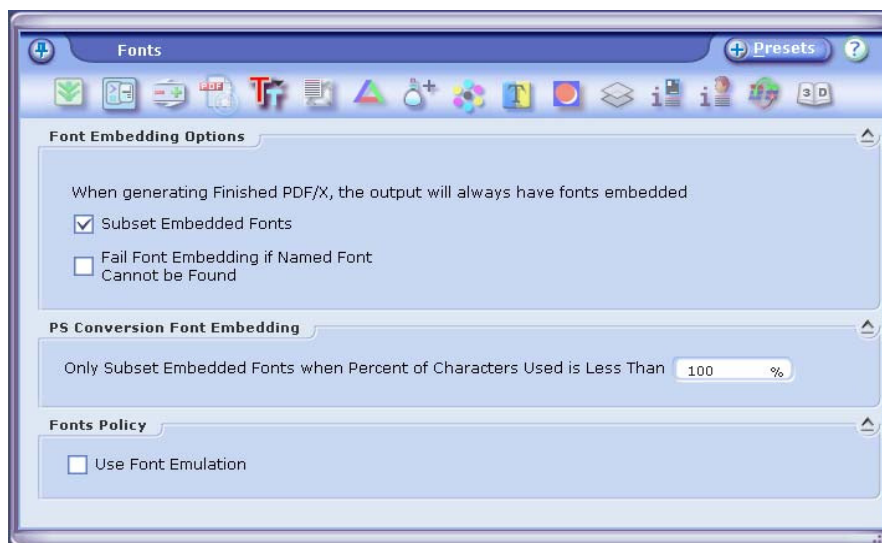 Fonts
Presets
?
PDF
T
3 D
Font Embedding Options
When generating Finished PDF/X, the output will always have fonts embedded
Subset Embedded Fonts
Fail Font Embedding if Named Font
Cannot be Found
PS Conversion Font Embedding
Only Subset Embedded Fonts when Percent of Characters Used is Less Than 100 %
Fonts Policy
Use Font Emulation